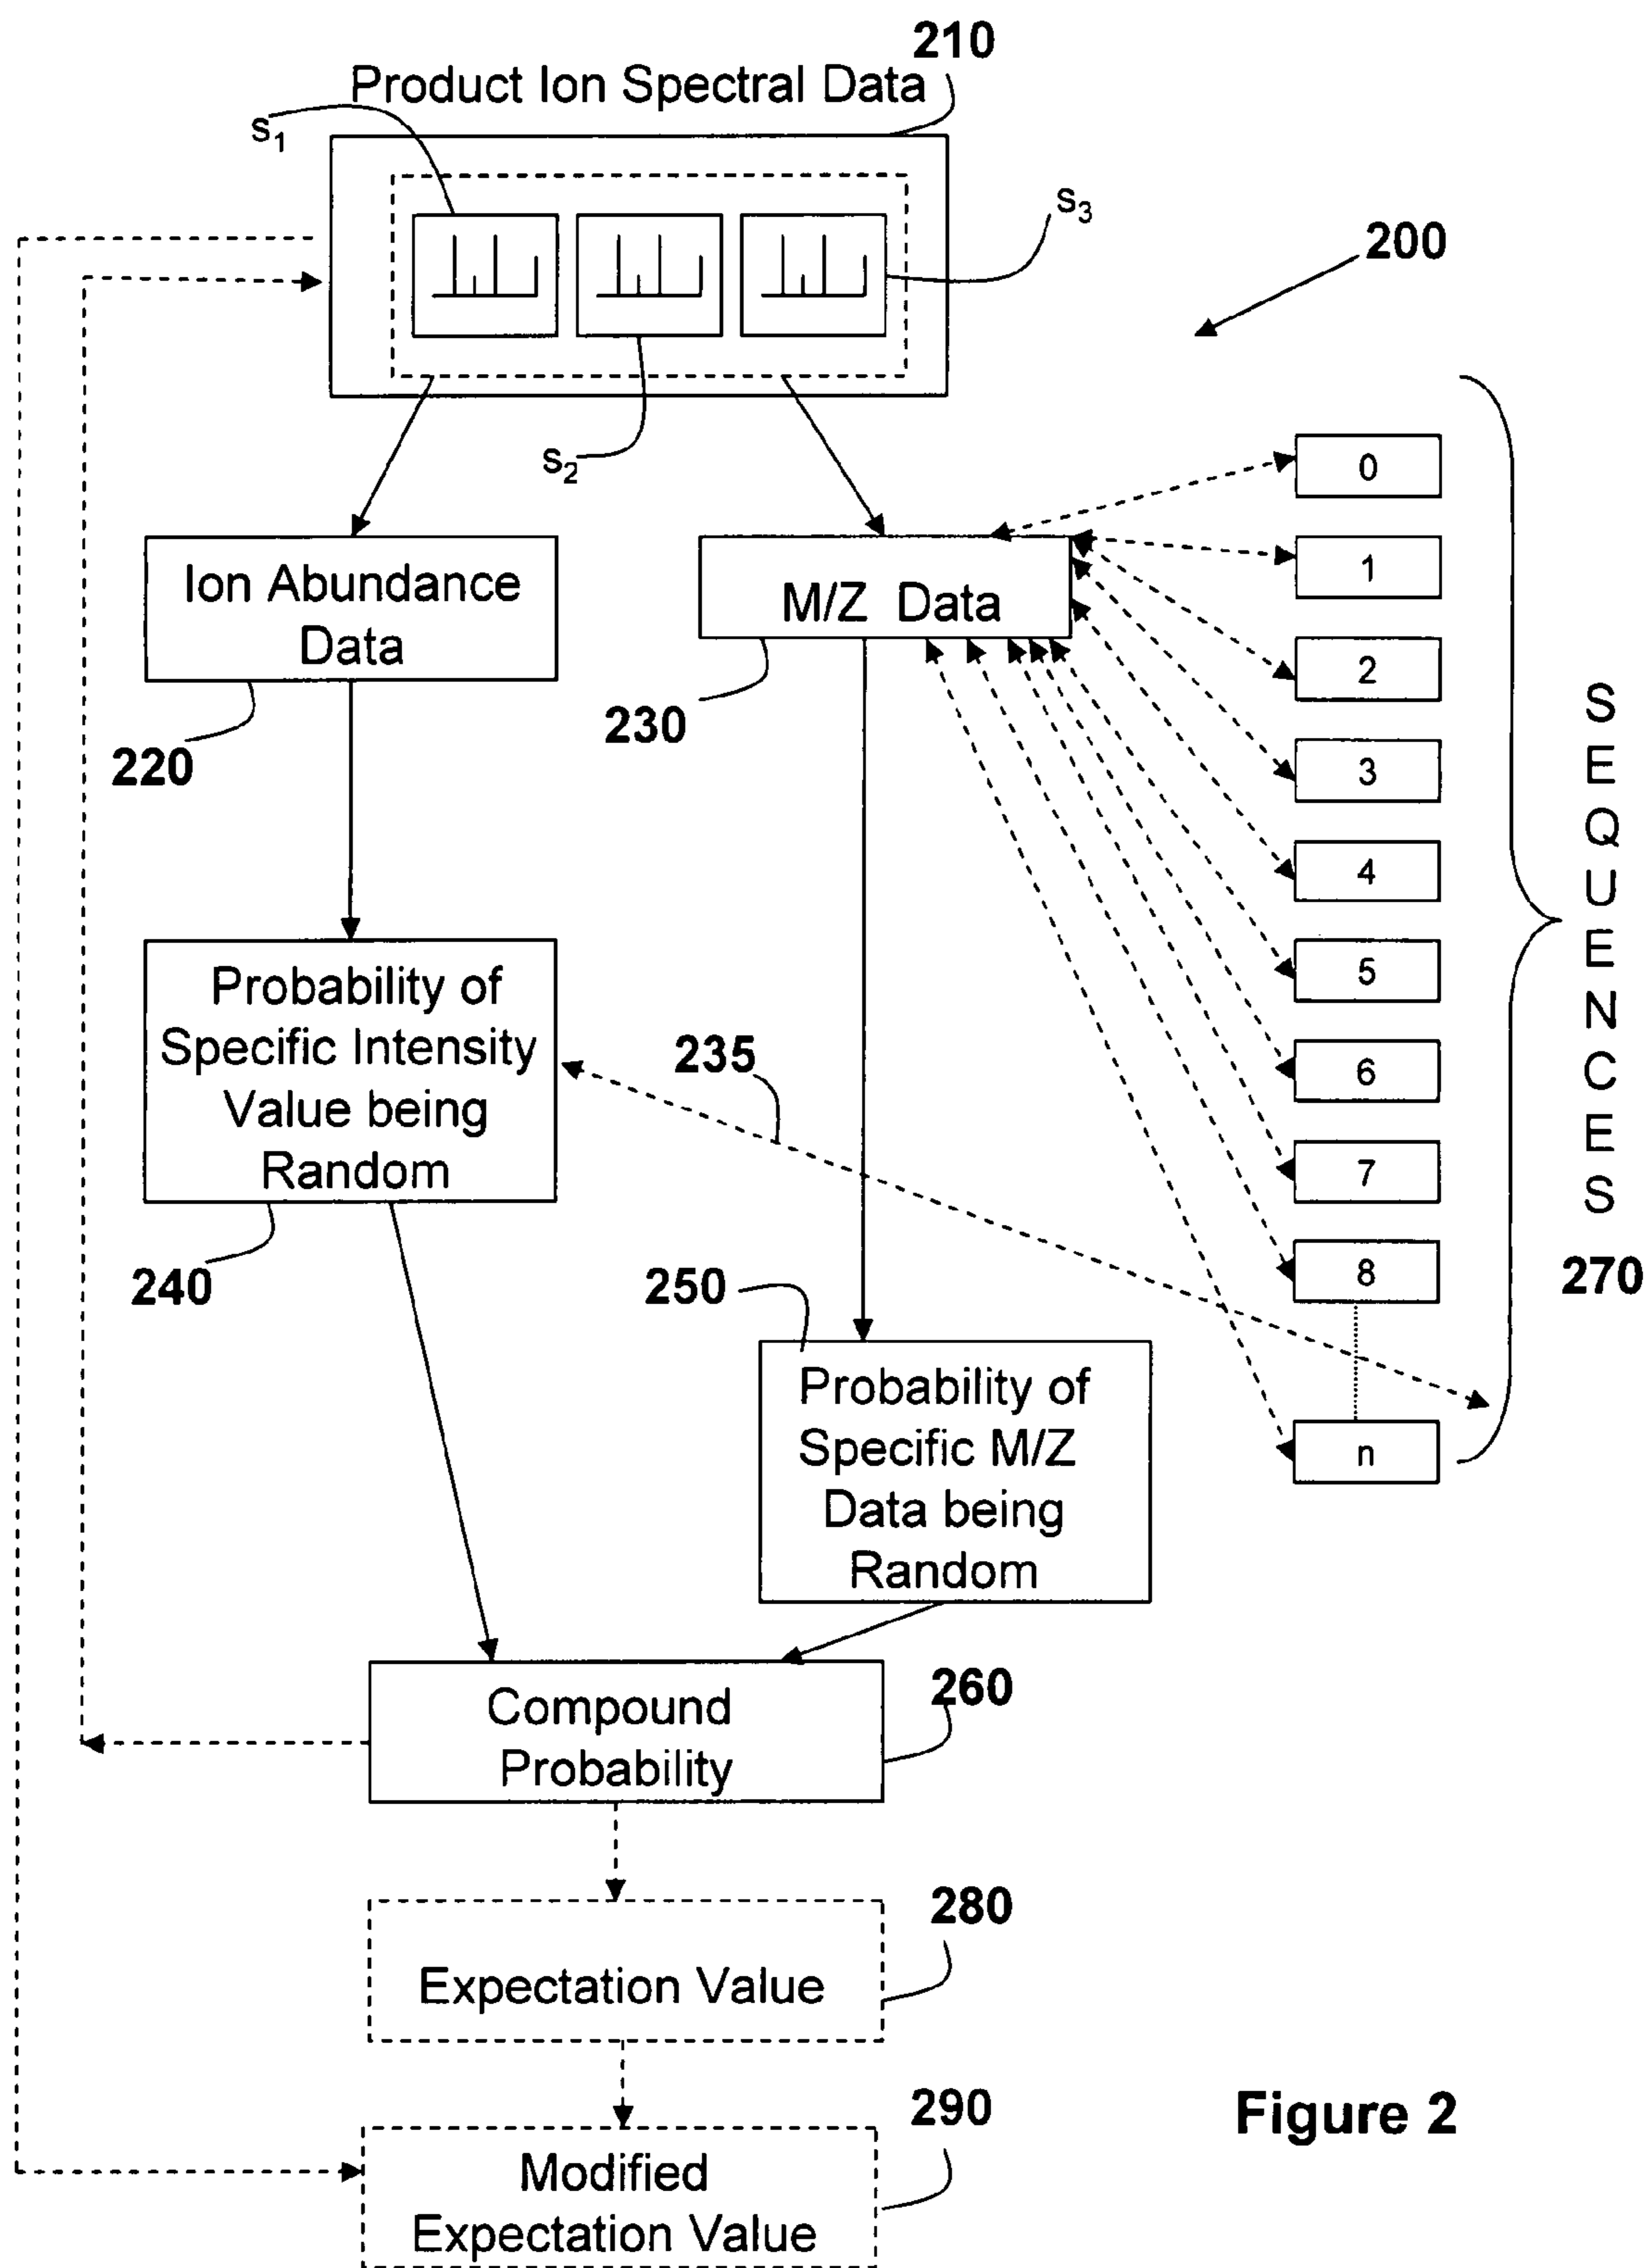 210
Product Ion Spectral Data
s1
s3
200
s2
0
1
2
3
4
5
6
7
8
n
SEQUENCES
270
Ion Abundance
Data
220
M/Z Data
230
Probability of
Specific Intensity
Value being
Random
240
235
250
Probability of
Specific M/Z
Data being
Random
Compound
Probability
260
Expectation Value
280
Modified
Expectation Value
290
Figure 2